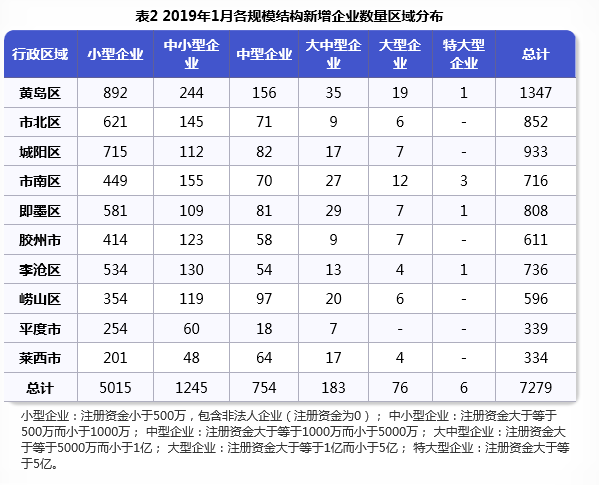 表2 2019年1月各规模结构新增企业数量区域分布
行政区域 小型企业 中小型企业 中型企业 大中型企业 大型企业 特大型企业 总计
黄岛区 892 244 156 35 19 1 1347
市北区 621 145 71 9 6 - 852
城阳区 715 112 82 17 7 - 933
市南区 449 155 70 27 12 3 716
即墨区 581 109 81 29 7 1 808
胶州市 414 123 58 9 7 - 611
李沧区 534 130 54 13 4 1 736
崂山区 354 119 97 20 6 - 596
平度市 254 60 18 7 - - 339
莱西市 201 48 64 17 4 - 334
总计 5015 1245 754 183 76 6 7279
小型企业：注册资金小于500万，包含非法人企业（注册资金为0）； 中小型企业：注册资金大于等于
500万而小于1000万； 中型企业：注册资金大于等于1000万而小于5000万； 大中型企业：注册资金大
于等于5000万而小于1亿； 大型企业：注册资金大于等于1亿而小于5亿； 特大型企业：注册资金大于等
于5亿。